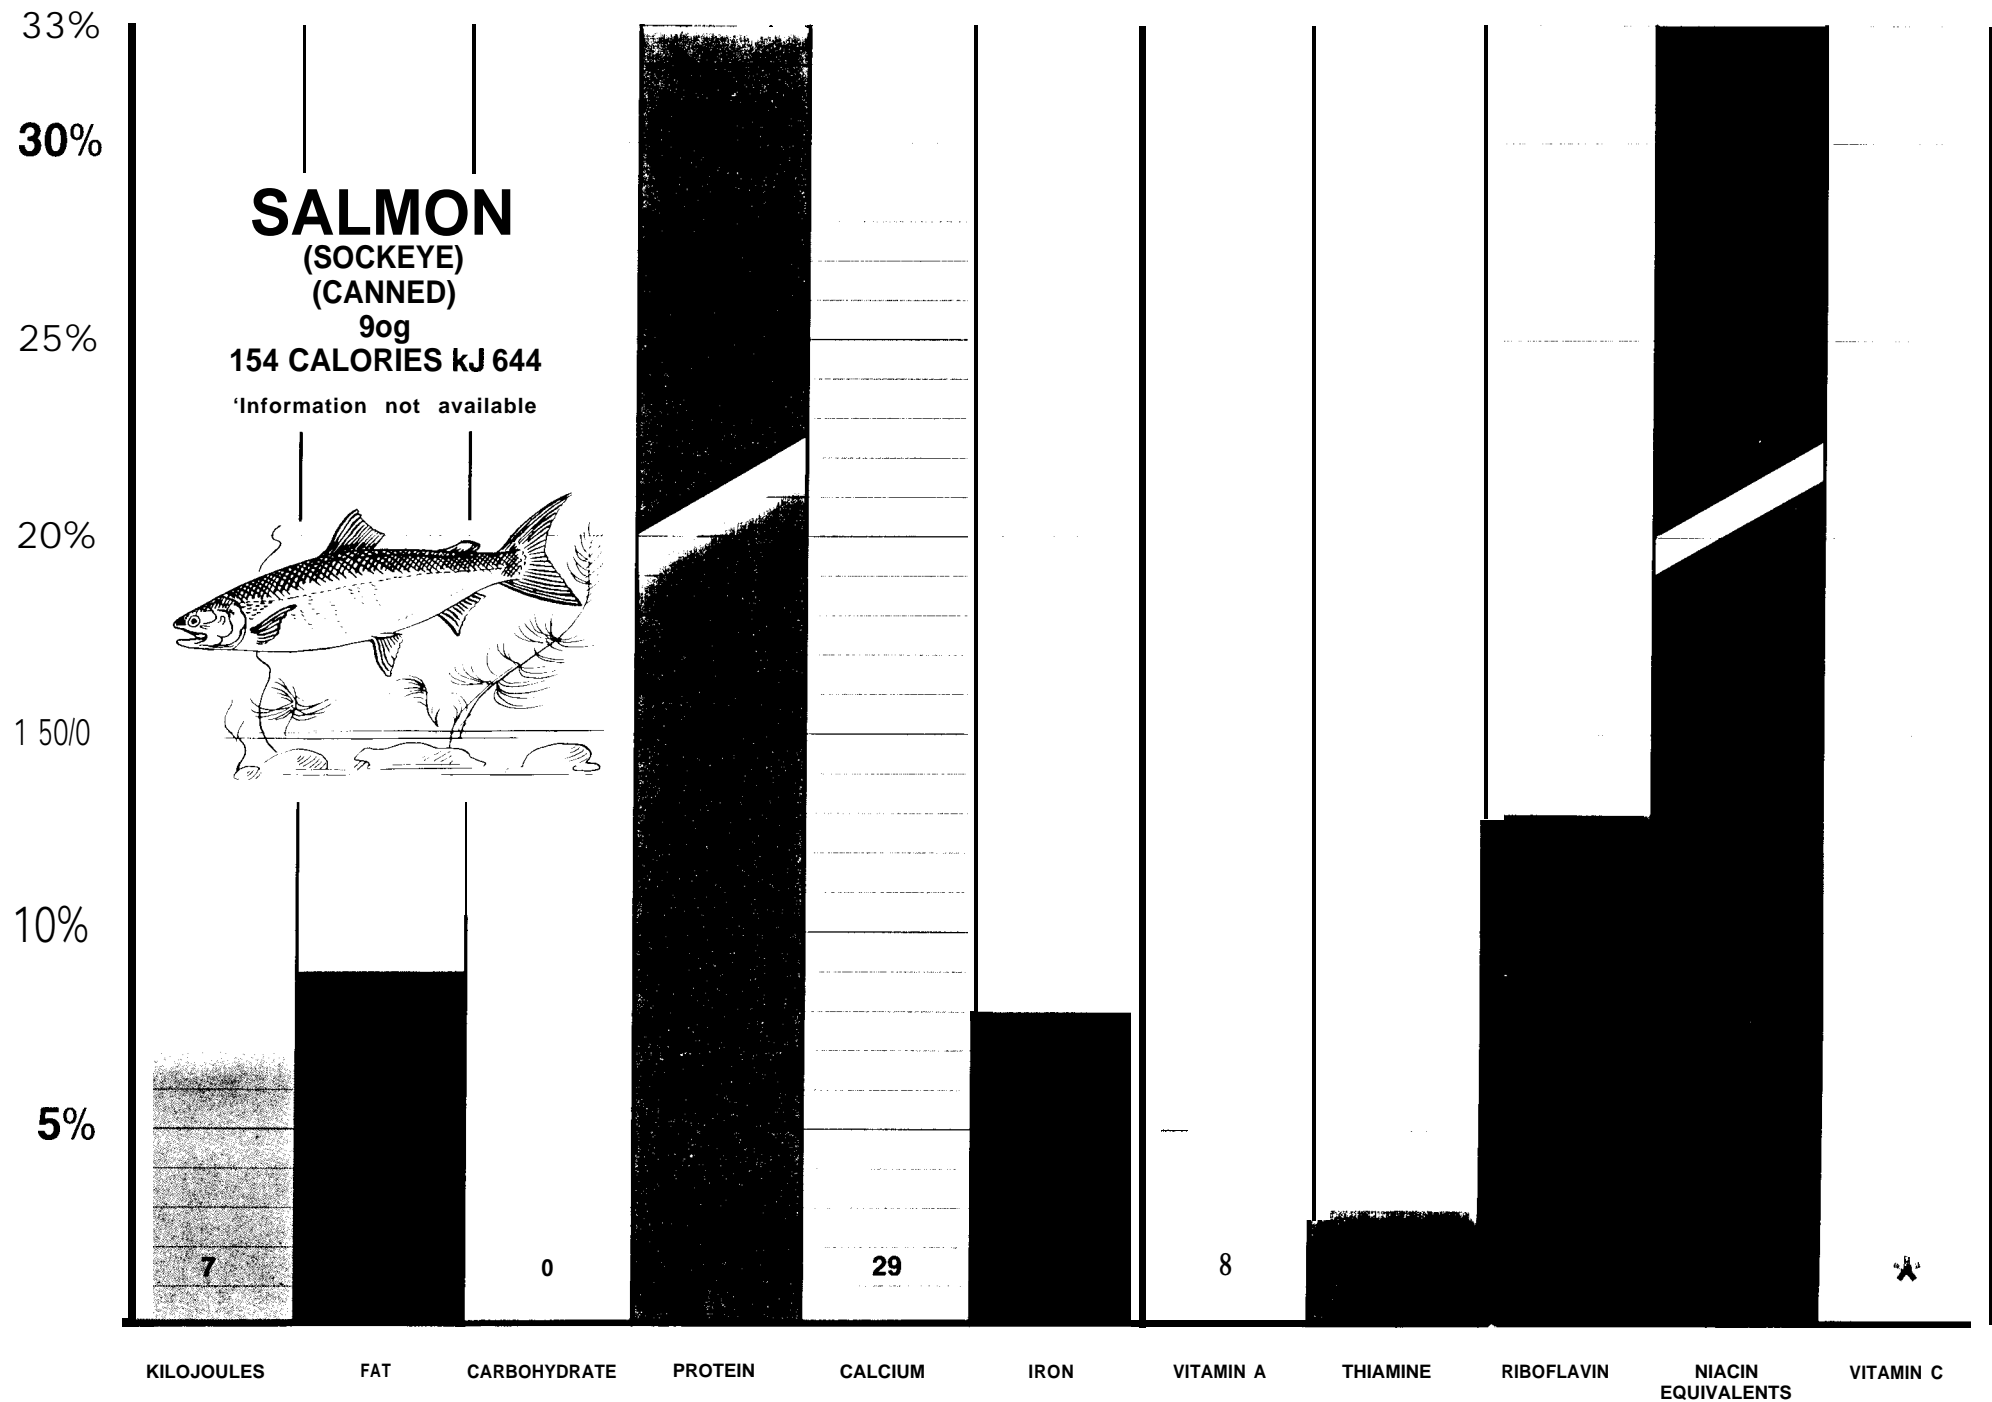 33%
30%
25%
20%
1 50/0
10%
5%
SALMON
(SOCKEYE)
(CANNED)
9og
154 CALORIES kJ 644
‘Information not available
7
0
29
8
KILOJOULES
FAT
CARBOHYDRATE
PROTEIN
CALCIUM
IRON
VITAMIN A
THIAMINE
RIBOFLAVIN
NIACIN
EQUIVALENTS
VITAMIN C